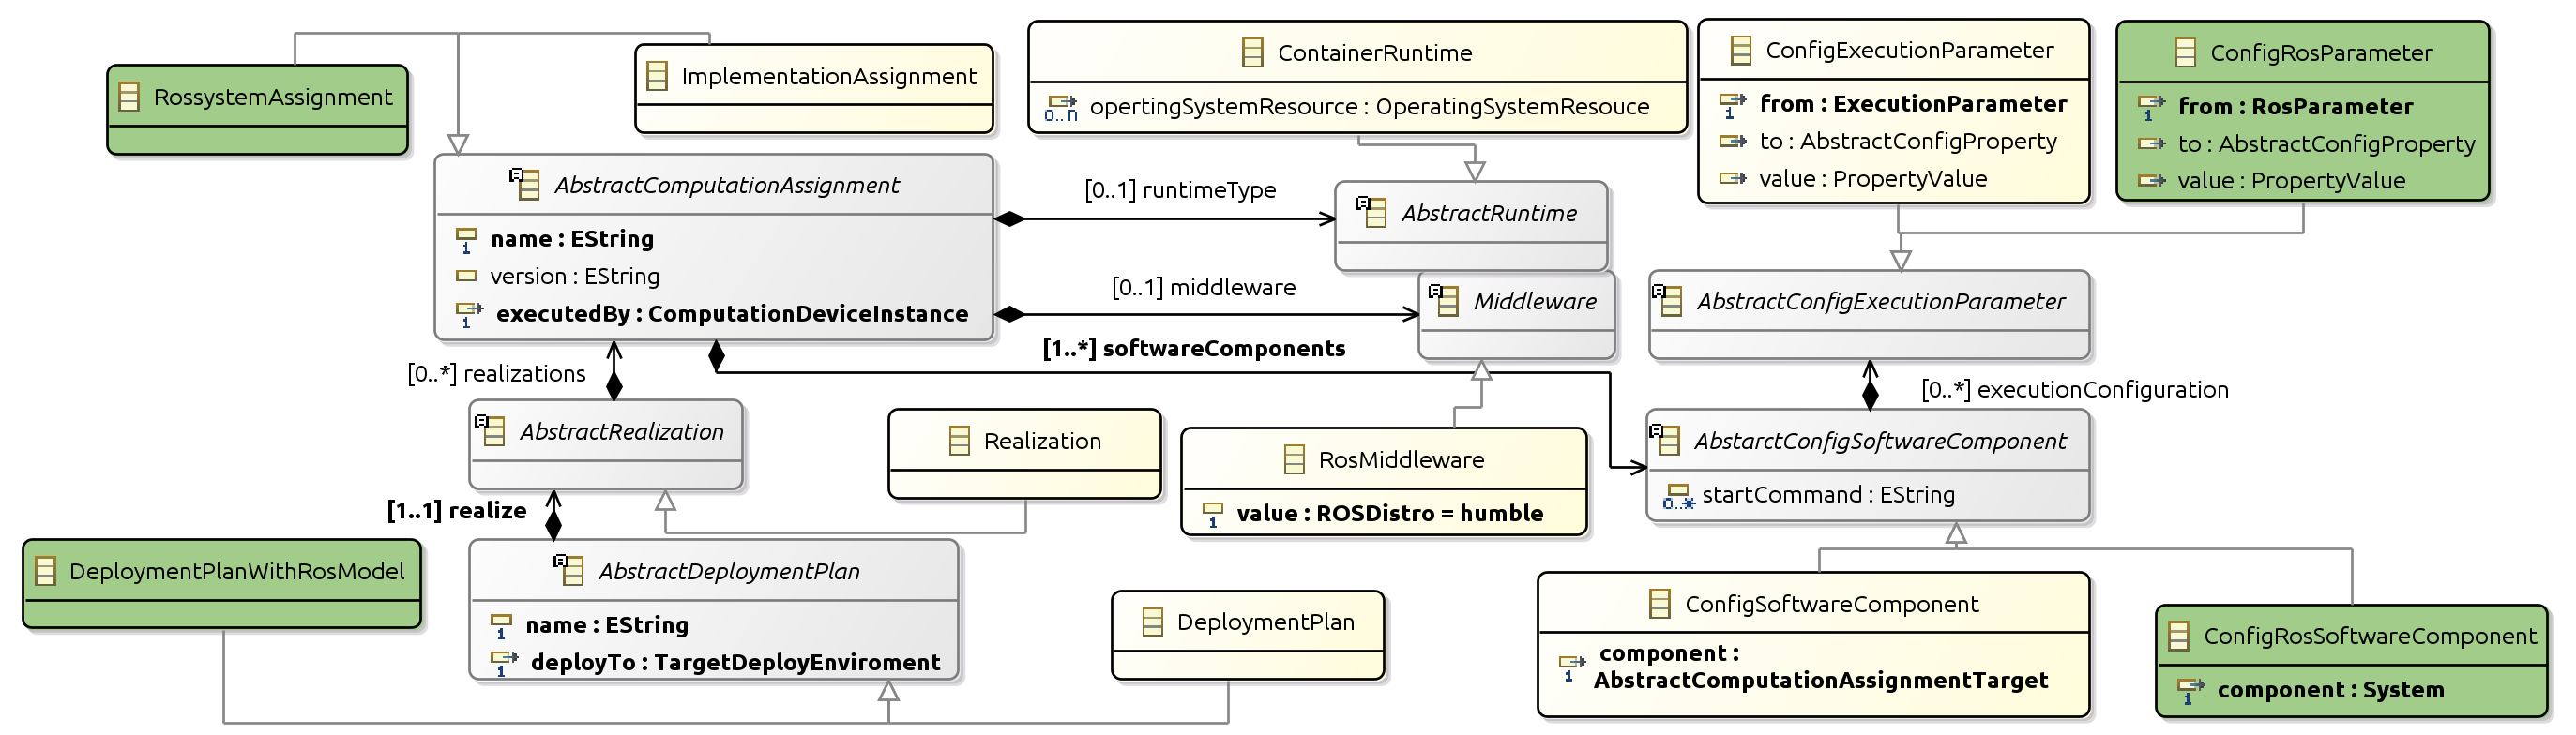 RossystemAssignment
ImplementationAssignment
ContainerRuntime
0..n opertingSystemResource : OperatingSystemResouce
ConfigExecutionParameter
1 from : ExecutionParameter
to : AbstractConfigProperty
value : PropertyValue
ConfigRosParameter
1 from : RosParameter
to : AbstractConfigProperty
value : PropertyValue
AbstractComputationAssignment
1 name : EString
version : EString
1 executedBy : ComputationDeviceInstance
[0..1] runtimeType
AbstractRuntime
[0..1] middleware
Middleware
AbstractConfigExecutionParameter
[1..*] softwareComponents
[0..*] realizations
[0..*] executionConfiguration
AbstractRealization
Realization
RosMiddleware
1 value : ROSDistro = humble
AbstarctConfigSoftwareComponent
0..* startCommand : EString
[1..1] realize
DeploymentPlanWithRosModel
AbstractDeploymentPlan
1 name : EString
1 deployTo : TargetDeployEnviroment
DeploymentPlan
ConfigSoftwareComponent
1 component :
AbstractComputationAssignmentTarget
ConfigRosSoftwareComponent
1 component : System